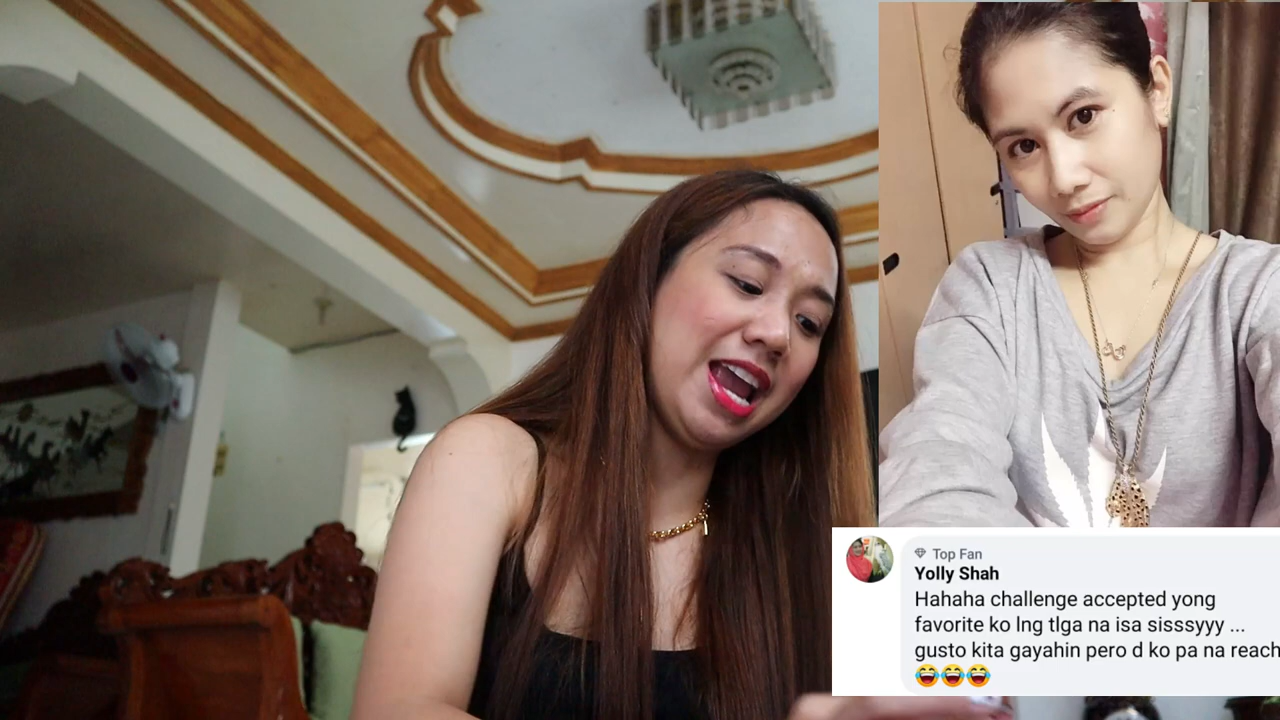 Top Fan
Yolly Shah
Hahaha challenge accepted yong
favorite ko lng tlga na isa sisssyyy ...
gusto kita gayahin pero d ko pa na reach
😂😂😂